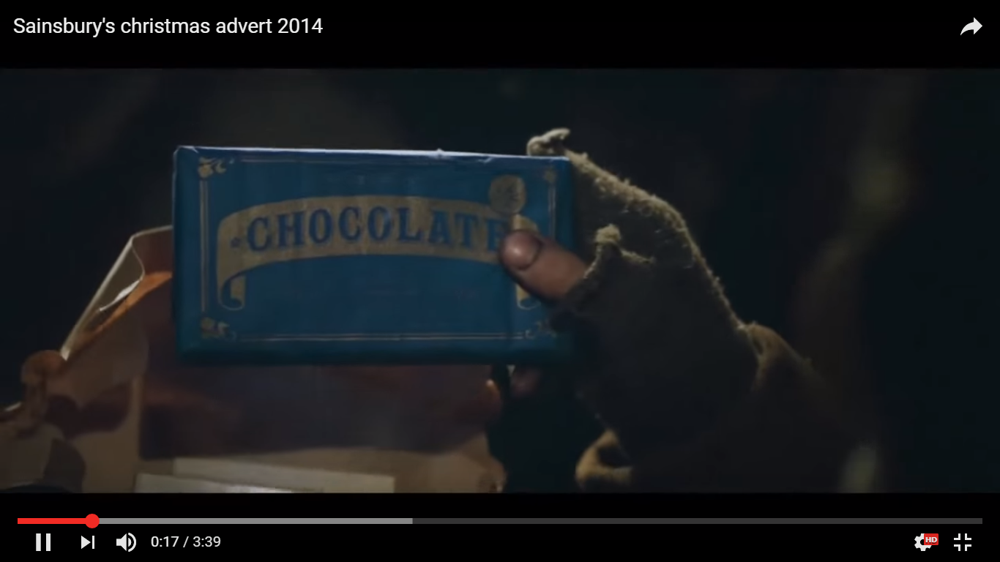 Sainsbury's christmas advert 2014
CHOCOLATE
0:17 / 3:39
HD